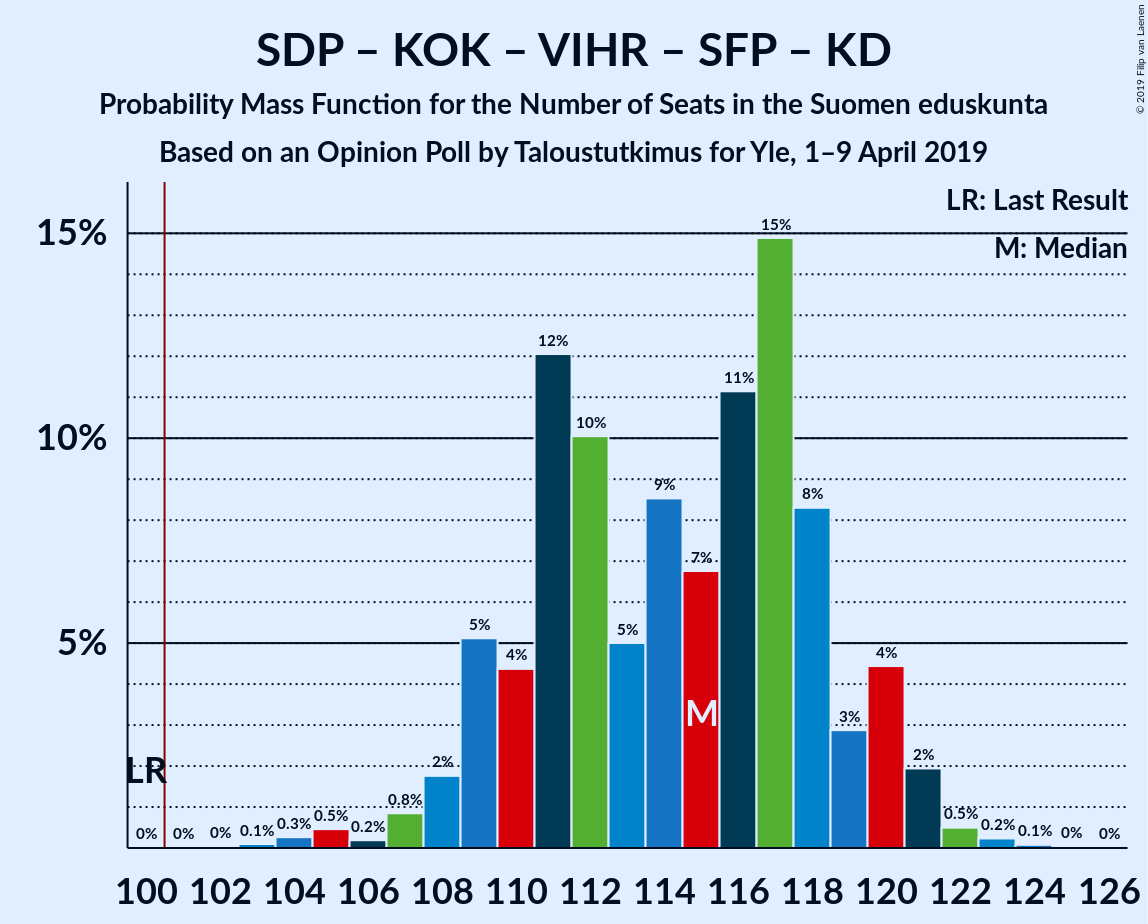 SDP – KOK – VIHR – SFP – KD
Probability Mass Function for the Number of Seats in the Suomen eduskunta
Based on an Opinion Poll by Taloustutkimus for Yle, 1–9 April 2019
© 2019 Filip van Laenen
LR: Last Result
M: Median
15%
10%
5%
LR
M
0% 0% 0% 0.1% 0.3% 0.5% 0.2% 0.8% 2% 5% 4% 12% 10% 5% 9% 7% 11% 15% 8% 3% 4% 2% 0.5% 0.2% 0.1% 0% 0%
100 102 104 106 108 110 112 114 116 118 120 122 124 126